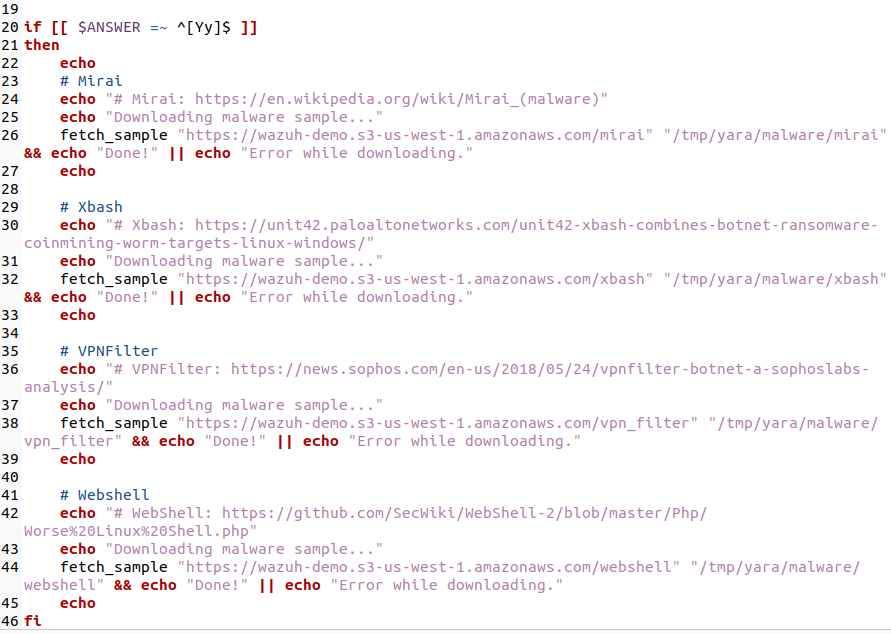 19
20 if [[ $ANSWER =~ ^[Yy]$ ]]
21 then
22     echo
23     # Mirai
24     echo "# Mirai: https://en.wikipedia.org/wiki/Mirai_(malware)"
25     echo "Downloading malware sample..."
26     fetch_sample "https://wazuh-demo.s3-us-west-1.amazonaws.com/mirai" "/tmp/yara/malware/mirai"
&& echo "Done!" || echo "Error while downloading."
27     echo
28
29     # Xbash
30     echo "# Xbash: https://unit42.paloaltonetworks.com/unit42-xbash-combines-botnet-ransomware-
coinmining-worm-targets-linux-windows/"
31     echo "Downloading malware sample..."
32     fetch_sample "https://wazuh-demo.s3-us-west-1.amazonaws.com/xbash" "/tmp/yara/malware/xbash"
&& echo "Done!" || echo "Error while downloading."
33     echo
34
35     # VPNFilter
36     echo "# VPNFilter: https://news.sophos.com/en-us/2018/05/24/vpnfilter-botnet-a-sophoslabs-
analysis/"
37     echo "Downloading malware sample..."
38     fetch_sample "https://wazuh-demo.s3-us-west-1.amazonaws.com/vpn_filter" "/tmp/yara/malware/
vpn_filter" && echo "Done!" || echo "Error while downloading."
39     echo
40
41     # Webshell
42     echo "# WebShell: https://github.com/SecWiki/WebShell-2/blob/master/Php/
Worse%20Linux%20Shell.php"
43     echo "Downloading malware sample..."
44     fetch_sample "https://wazuh-demo.s3-us-west-1.amazonaws.com/webshell" "/tmp/yara/malware/
webshell" && echo "Done!" || echo "Error while downloading."
45     echo
46 fi